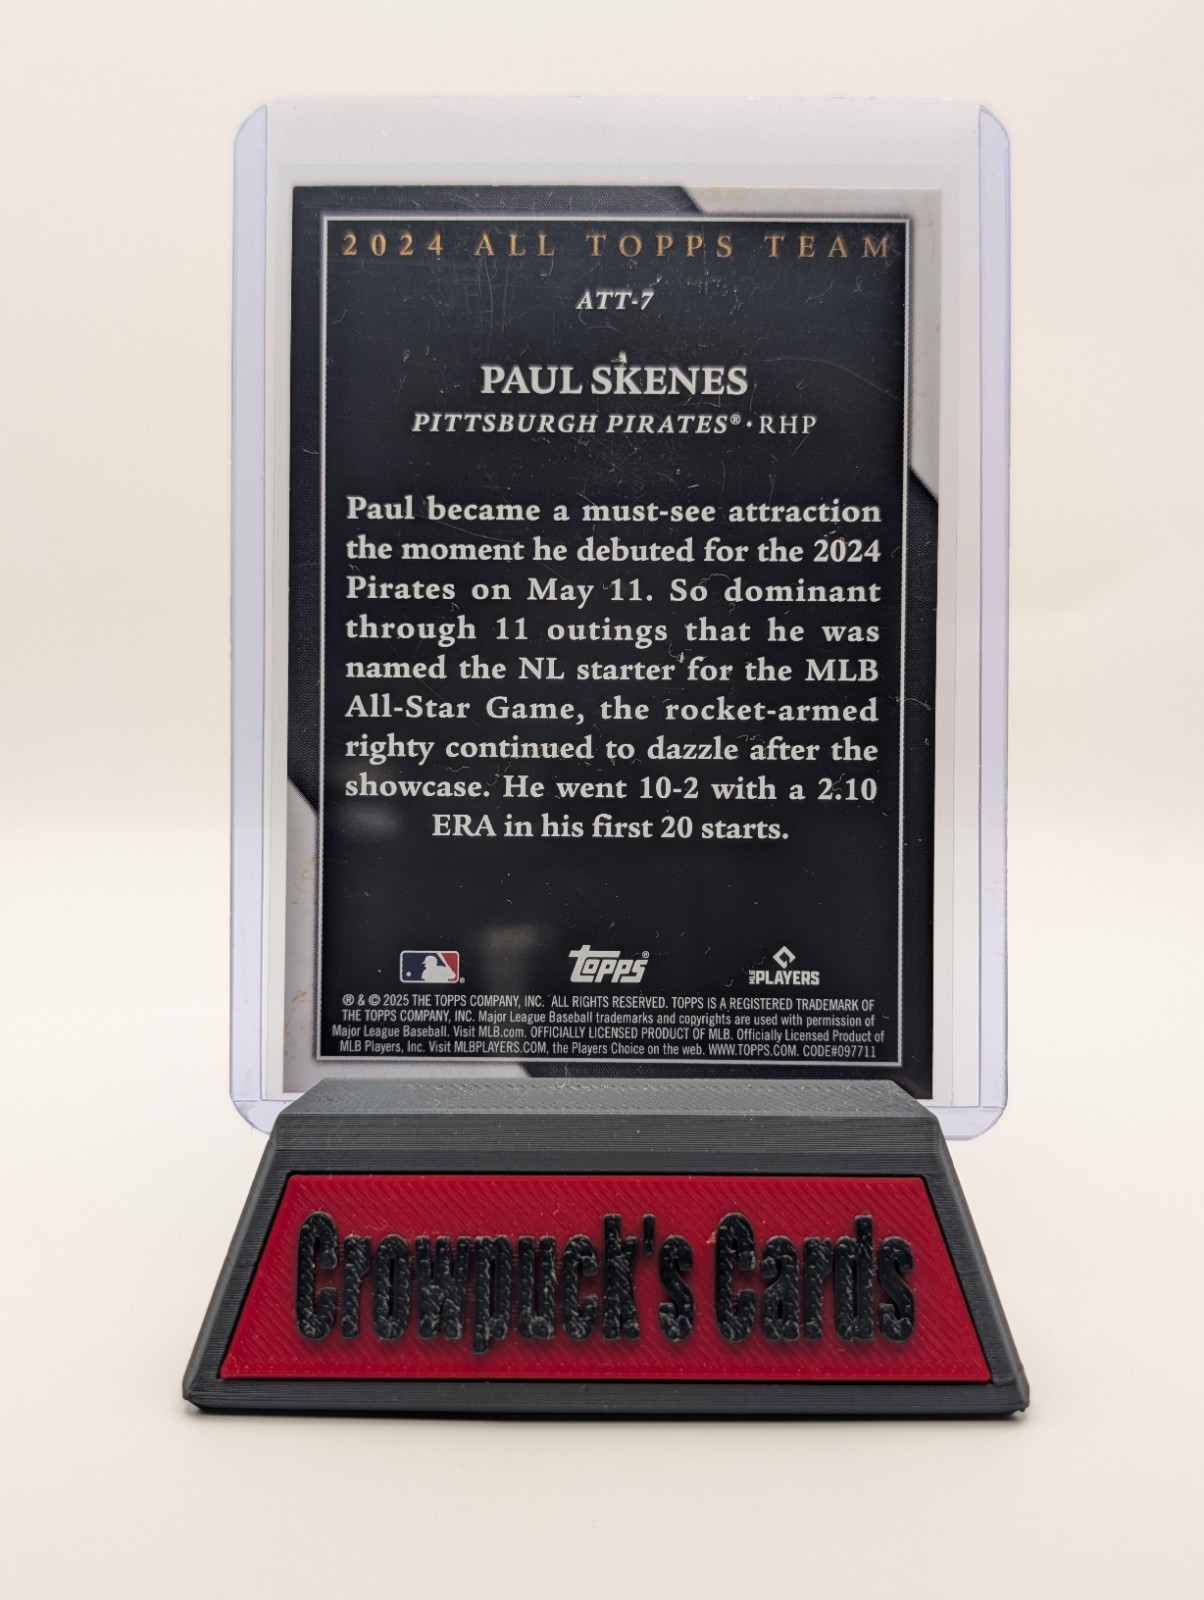 2024 ALL TOPPS TEAM
ATT-7
PAUL SKENES
PITTSBURGH PIRATES® · RHP
Paul became a must-see attraction
the moment he debuted for the 2024
Pirates on May 11. So dominant
through 11 outings that he was
named the NL starter for the MLB
All-Star Game, the rocket-armed
righty continued to dazzle after the
showcase. He went 10-2 with a 2.10
ERA in his first 20 starts.
topps®
MLB PLAYERS
® & © 2025 THE TOPPS COMPANY, INC. ALL RIGHTS RESERVED. TOPPS IS A REGISTERED TRADEMARK OF
THE TOPPS COMPANY, INC. Major League Baseball trademarks and copyrights are used with permission of
Major League Baseball. Visit MLB.com. OFFICIALLY LICENSED PRODUCT OF MLB. Officially Licensed Product of
MLB Players, Inc. Visit MLBPLAYERS.COM, the Players Choice on the web. WWW.TOPPS.COM. CODE#097711
Crowpuck's Cards